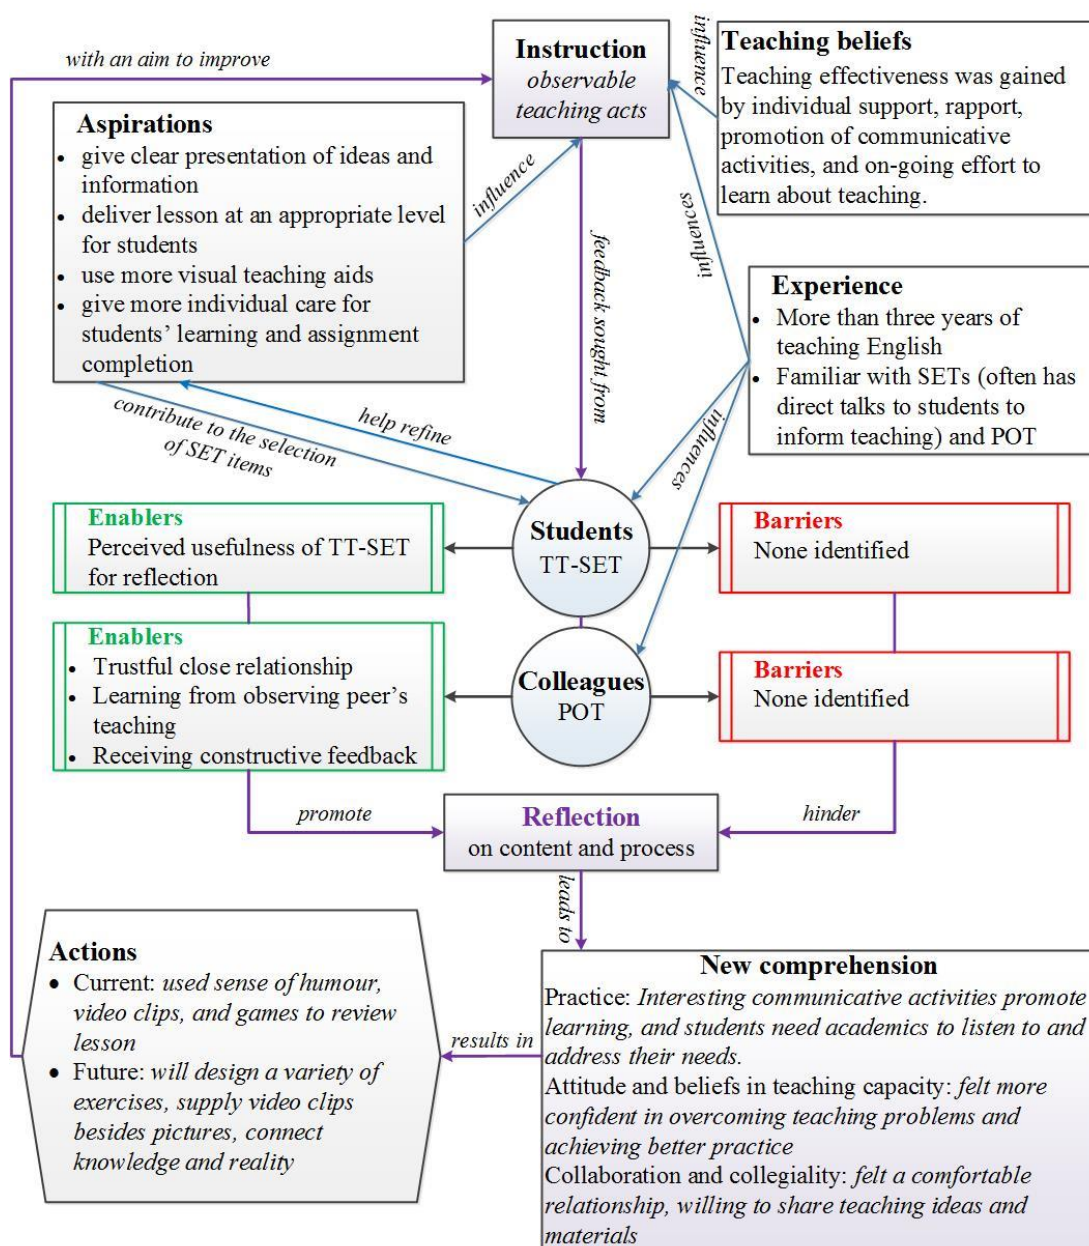 with an aim to improve
Instruction
observable
teaching acts
influence
Teaching beliefs
Teaching effectiveness was gained
by individual support, rapport,
promotion of communicative
activities, and on-going effort to
learn about teaching.
Aspirations
• give clear presentation of ideas and
information
• deliver lesson at an appropriate level
for students
• use more visual teaching aids
• give more individual care for
students’ learning and assignment
completion
influence
influences
feedback sought from
Experience
• More than three years of
teaching English
• Familiar with SETs (often has
direct talks to students to
inform teaching) and POT
contribute to the selection
of SET items
help refine
influences
Enablers
Perceived usefulness of TT-SET
for reflection
Students
TT-SET
Barriers
None identified
Enablers
• Trustful close relationship
• Learning from observing peer’s
teaching
• Receiving constructive feedback
Colleagues
POT
Barriers
None identified
promote
Reflection
on content and process
hinder
leads to
Actions
• Current: used sense of humour,
video clips, and games to review
lesson
• Future: will design a variety of
exercises, supply video clips
besides pictures, connect
knowledge and reality
results in
New comprehension
Practice: Interesting communicative activities promote
learning, and students need academics to listen to and
address their needs.
Attitude and beliefs in teaching capacity: felt more
confident in overcoming teaching problems and
achieving better practice
Collaboration and collegiality: felt a comfortable
relationship, willing to share teaching ideas and
materials